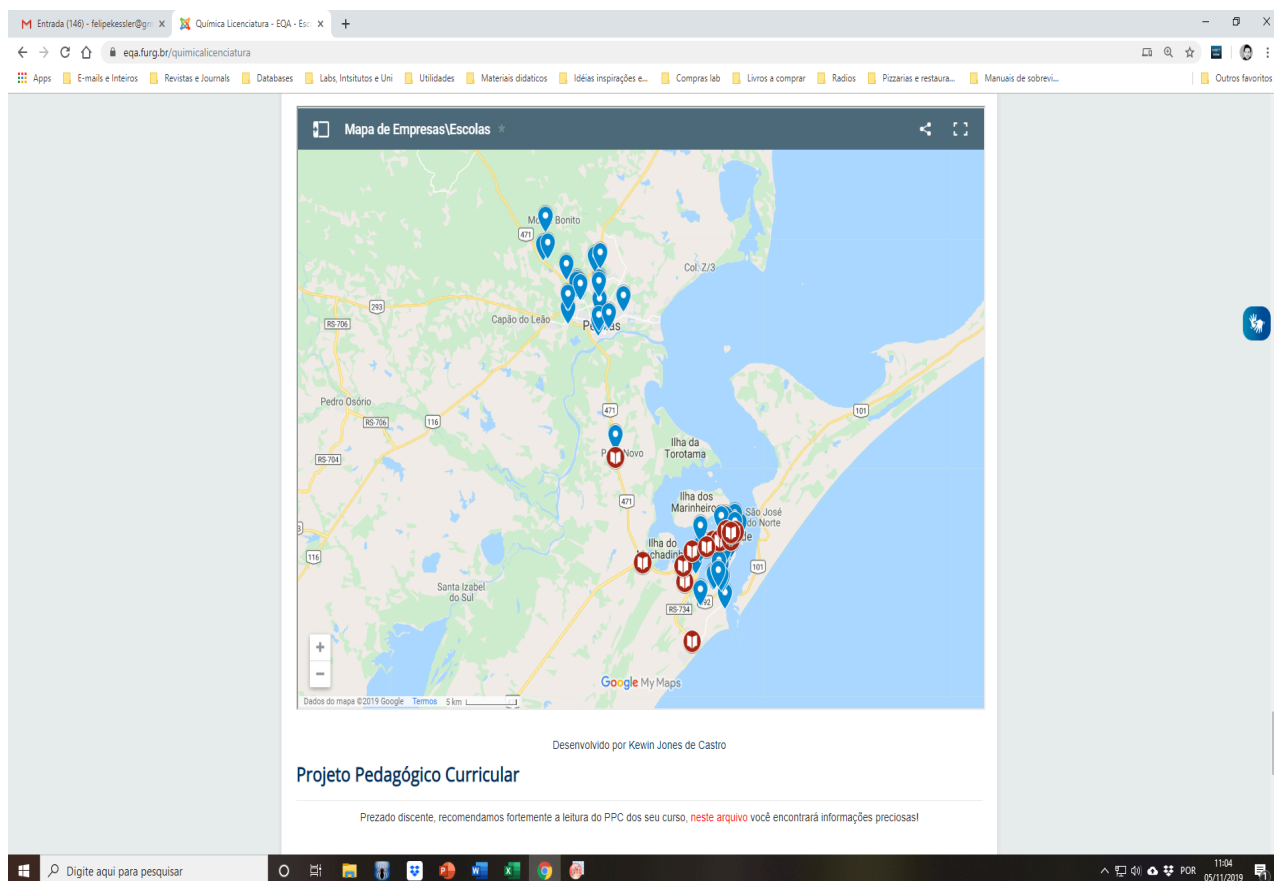 Entrada (146) - felipekessler@gm
Química Licenciatura - EQA - Esc
eqa.furg.br/quimicalicenciatura
Apps
E-mails e Inteiros
Revistas e Journals
Databases
Labs, Intsitutos e Uni
Utilidades
Materiais didaticos
Idéias inspirações e...
Compras lab
Livros a comprar
Radios
Pizzarias e restaura...
Manuais de sobrevi...
Outros favoritos
Mapa de Empresas\Escolas
Bonito
471
Col. Z/3
293
RS-706
Capão do Leão
Pedro Osório
RS-706
116
471
101
Ilha da
Torotama
RS-704
Novo
471
Ilha dos
Marinheiro
São José
do Norte
Ilha do
116
101
Santa Izabel
do Sul
RS-734
Google My Maps
Dados do mapa ©2019 Google Termos 5 km
Desenvolvido por Kewin Jones de Castro
Projeto Pedagógico Curricular
Prezado discente, recomendamos fortemente a leitura do PPC dos seu curso, neste arquivo você encontrará informações preciosas!
Digite aqui para pesquisar
POR
11:04
05/11/2019